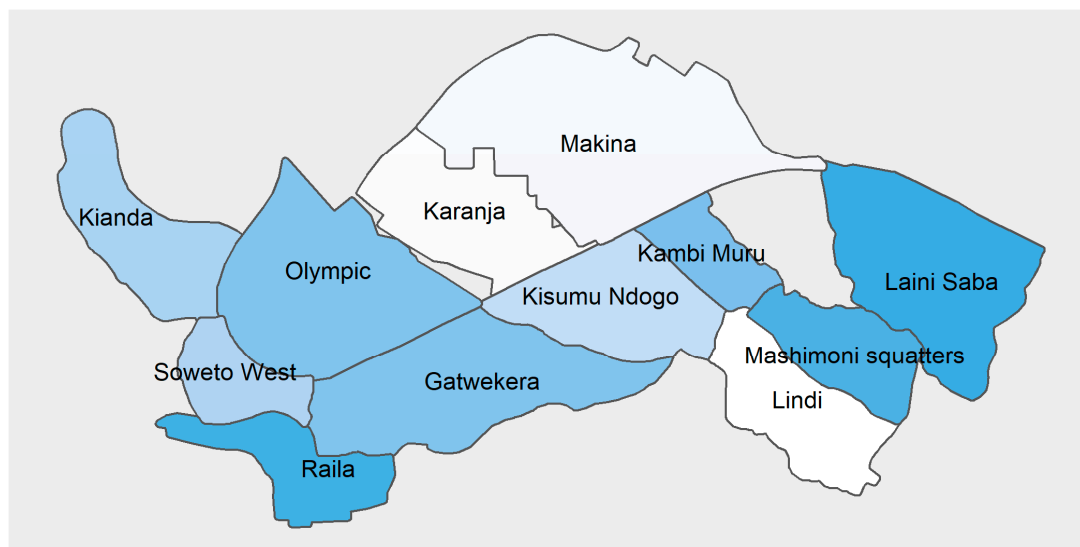 Makina
Karanja
Kianda
Kambi Muru
Olympic
Laini Saba
Kisumu Ndogo
Mashimoni squatters
Soweto West
Gatwekera
Lindi
Raila